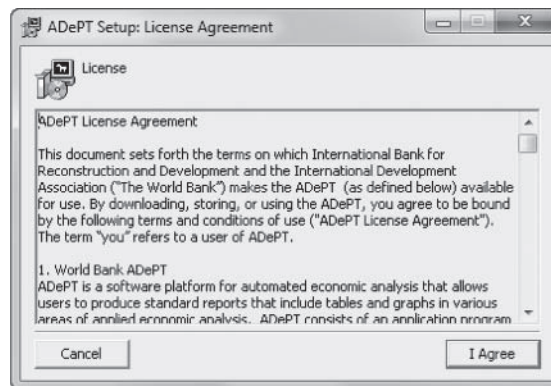 ADePT Setup: License Agreement
License
ADePT License Agreement
This document sets forth the terms on which International Bank for
Reconstruction and Development and the International Development
Association ("The World Bank") makes the ADePT (as defined below) available
for use. By downloading, storing, or using the ADePT, you agree to be bound
by the following terms and conditions of use ("ADePT License Agreement").
The term "you" refers to a user of ADePT.
1. World Bank ADePT
ADePT is a software platform for automated economic analysis that allows
users to produce standard reports that include tables and graphs in various
areas of applied economic analysis. ADePT consists of an application program
Cancel
I Agree